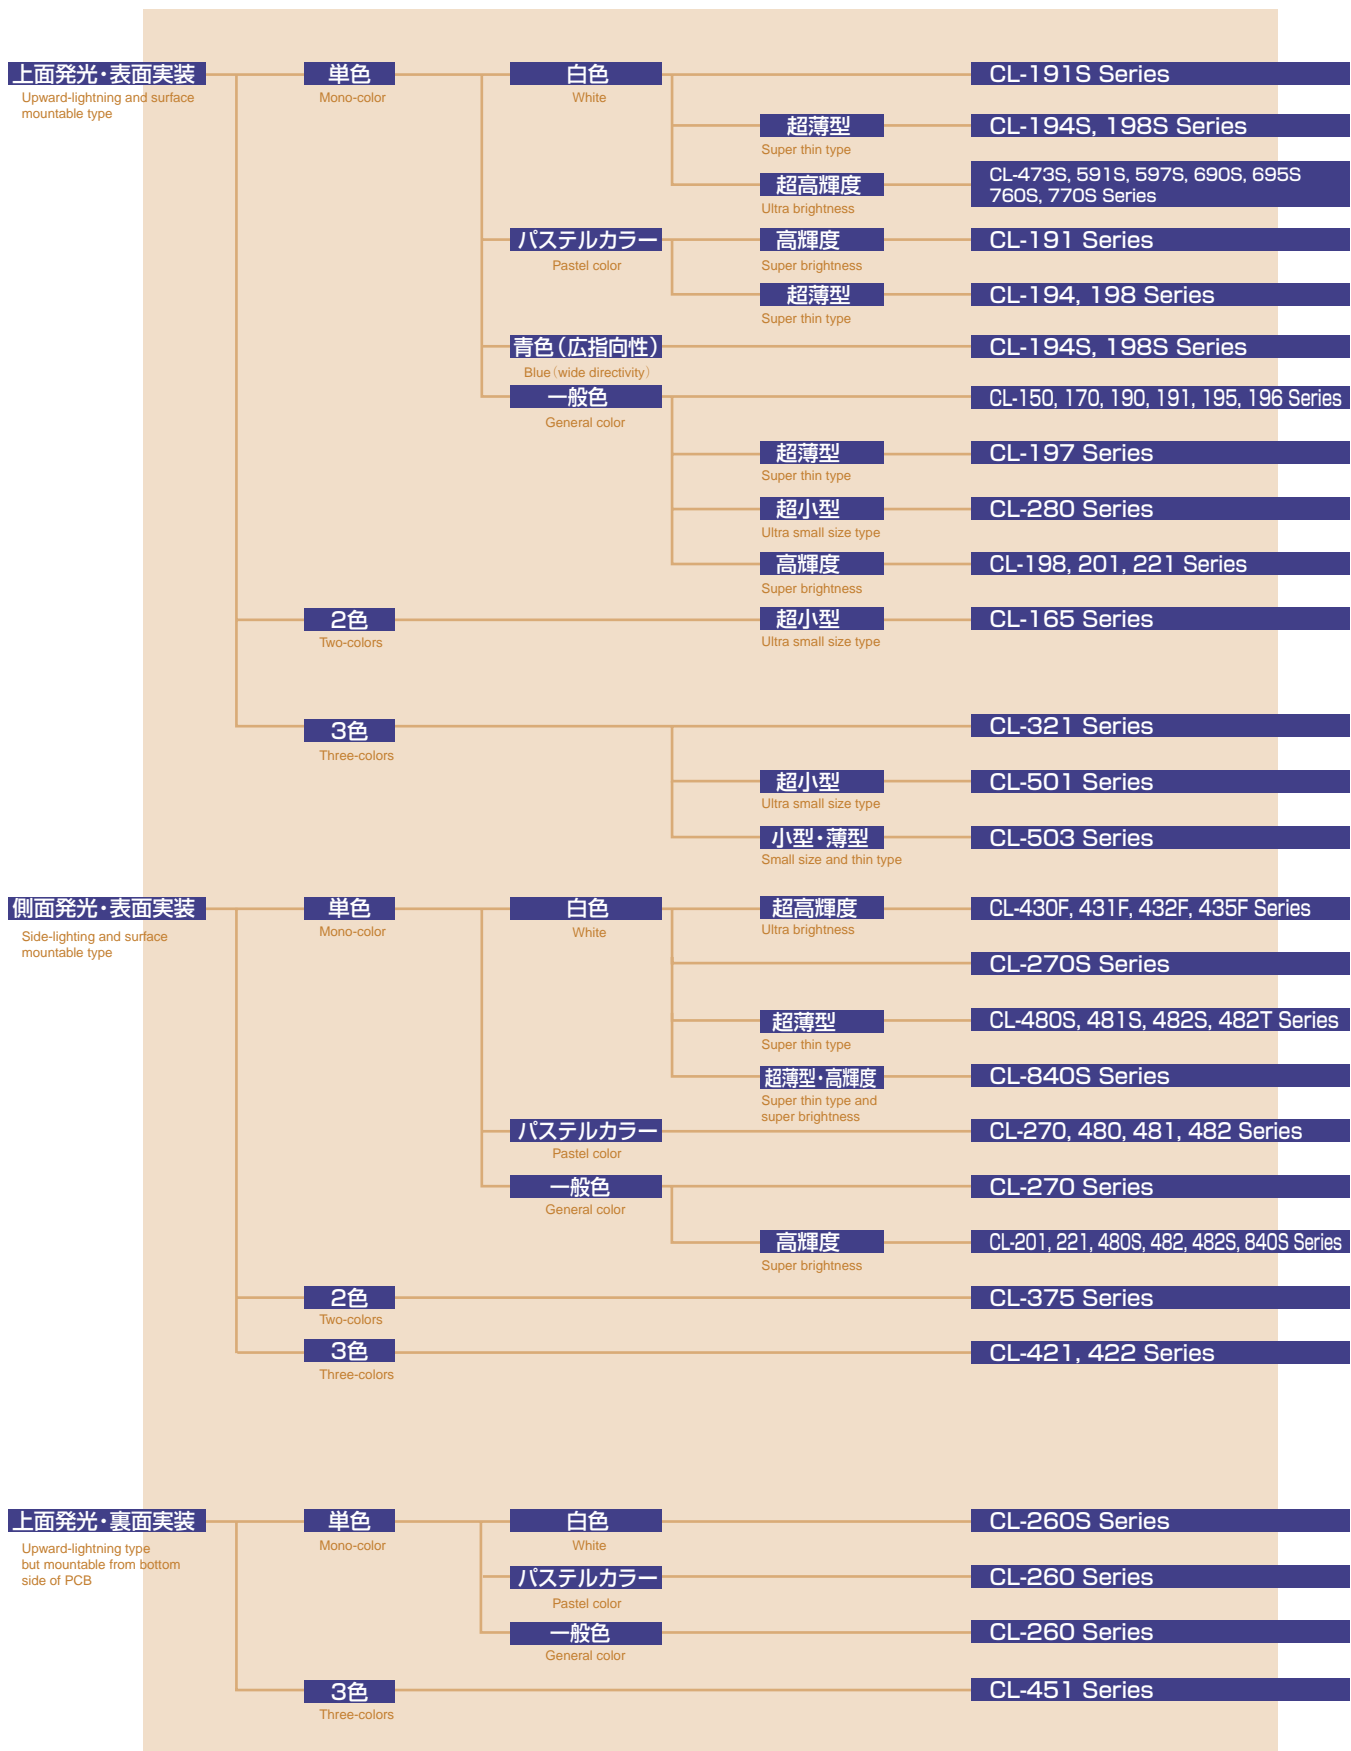 上面発光・表面実装
Upward-lightning and surface
mountable type
単色
Mono-color
白色
White
CL-191S Series
超薄型
Super thin type
CL-194S, 198S Series
超高輝度
Ultra brightness
CL-473S, 591S, 597S, 690S, 695S
760S, 770S Series
パステルカラー
Pastel color
高輝度
Super brightness
CL-191 Series
超薄型
Super thin type
CL-194, 198 Series
青色（広指向性）
Blue（wide directivity）
CL-194S, 198S Series
一般色
General color
CL-150, 170, 190, 191, 195, 196 Series
超薄型
Super thin type
CL-197 Series
超小型
Ultra small size type
CL-280 Series
高輝度
Super brightness
CL-198, 201, 221 Series
2色
Two-colors
超小型
Ultra small size type
CL-165 Series
3色
Three-colors
CL-321 Series
超小型
Ultra small size type
CL-501 Series
小型・薄型
Small size and thin type
CL-503 Series
側面発光・表面実装
Side-lighting and surface
mountable type
単色
Mono-color
白色
White
超高輝度
Ultra brightness
CL-430F, 431F, 432F, 435F Series
CL-270S Series
超薄型
Super thin type
CL-480S, 481S, 482S, 482T Series
超薄型・高輝度
Super thin type and
super brightness
CL-840S Series
パステルカラー
Pastel color
CL-270, 480, 481, 482 Series
一般色
General color
CL-270 Series
高輝度
Super brightness
CL-201, 221, 480S, 482, 482S, 840S Series
2色
Two-colors
CL-375 Series
3色
Three-colors
CL-421, 422 Series
上面発光・裏面実装
Upward-lightning type
but mountable from bottom
side of PCB
単色
Mono-color
白色
White
CL-260S Series
パステルカラー
Pastel color
CL-260 Series
一般色
General color
CL-260 Series
3色
Three-colors
CL-451 Series